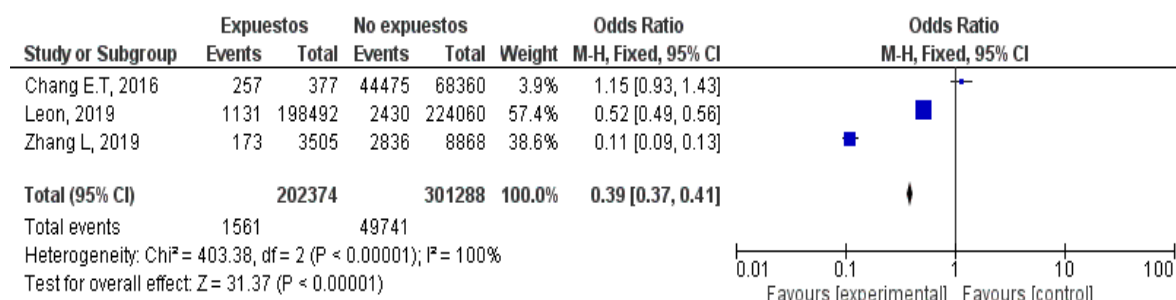 Expuestos No expuestos Odds Ratio Odds Ratio
Study or Subgroup Events Total Events Total Weight M-H, Fixed, 95% CI M-H, Fixed, 95% CI
Chang E.T, 2016 257 377 44475 68360 3.9% 1.15 [0.93, 1.43]
Leon, 2019 1131 198492 2430 224060 57.4% 0.52 [0.49, 0.56]
Zhang L, 2019 173 3505 2836 8868 38.6% 0.11 [0.09, 0.13]
Total (95% CI) 202374 301288 100.0% 0.39 [0.37, 0.41]
Total events 1561 49741
Heterogeneity: Chi² = 403.38, df = 2 (P < 0.00001); I² = 100%
Test for overall effect: Z = 31.37 (P < 0.00001)
0.01 0.1 1 10 100
Favours [experimental] Favours [control]